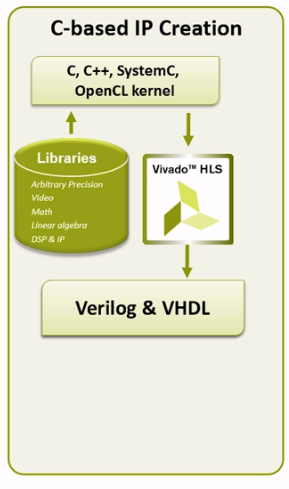 C-based IP Creation
C, C++, SystemC,
OpenCL kernel
Libraries
Arbitrary Precision
Video
Math
Linear algebra
DSP & IP
Vivado™ HLS
Verilog & VHDL